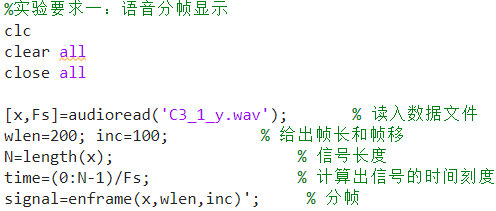 %实验要求一：语音分帧显示
clc
clear all
close all
[x,Fs]=audioread('C3_1_y.wav'); % 读入数据文件
wlen=200; inc=100; % 给出帧长和帧移
N=length(x); % 信号长度
time=(0:N-1)/Fs; % 计算出信号的时间刻度
signal=enframe(x,wlen,inc)'; % 分帧